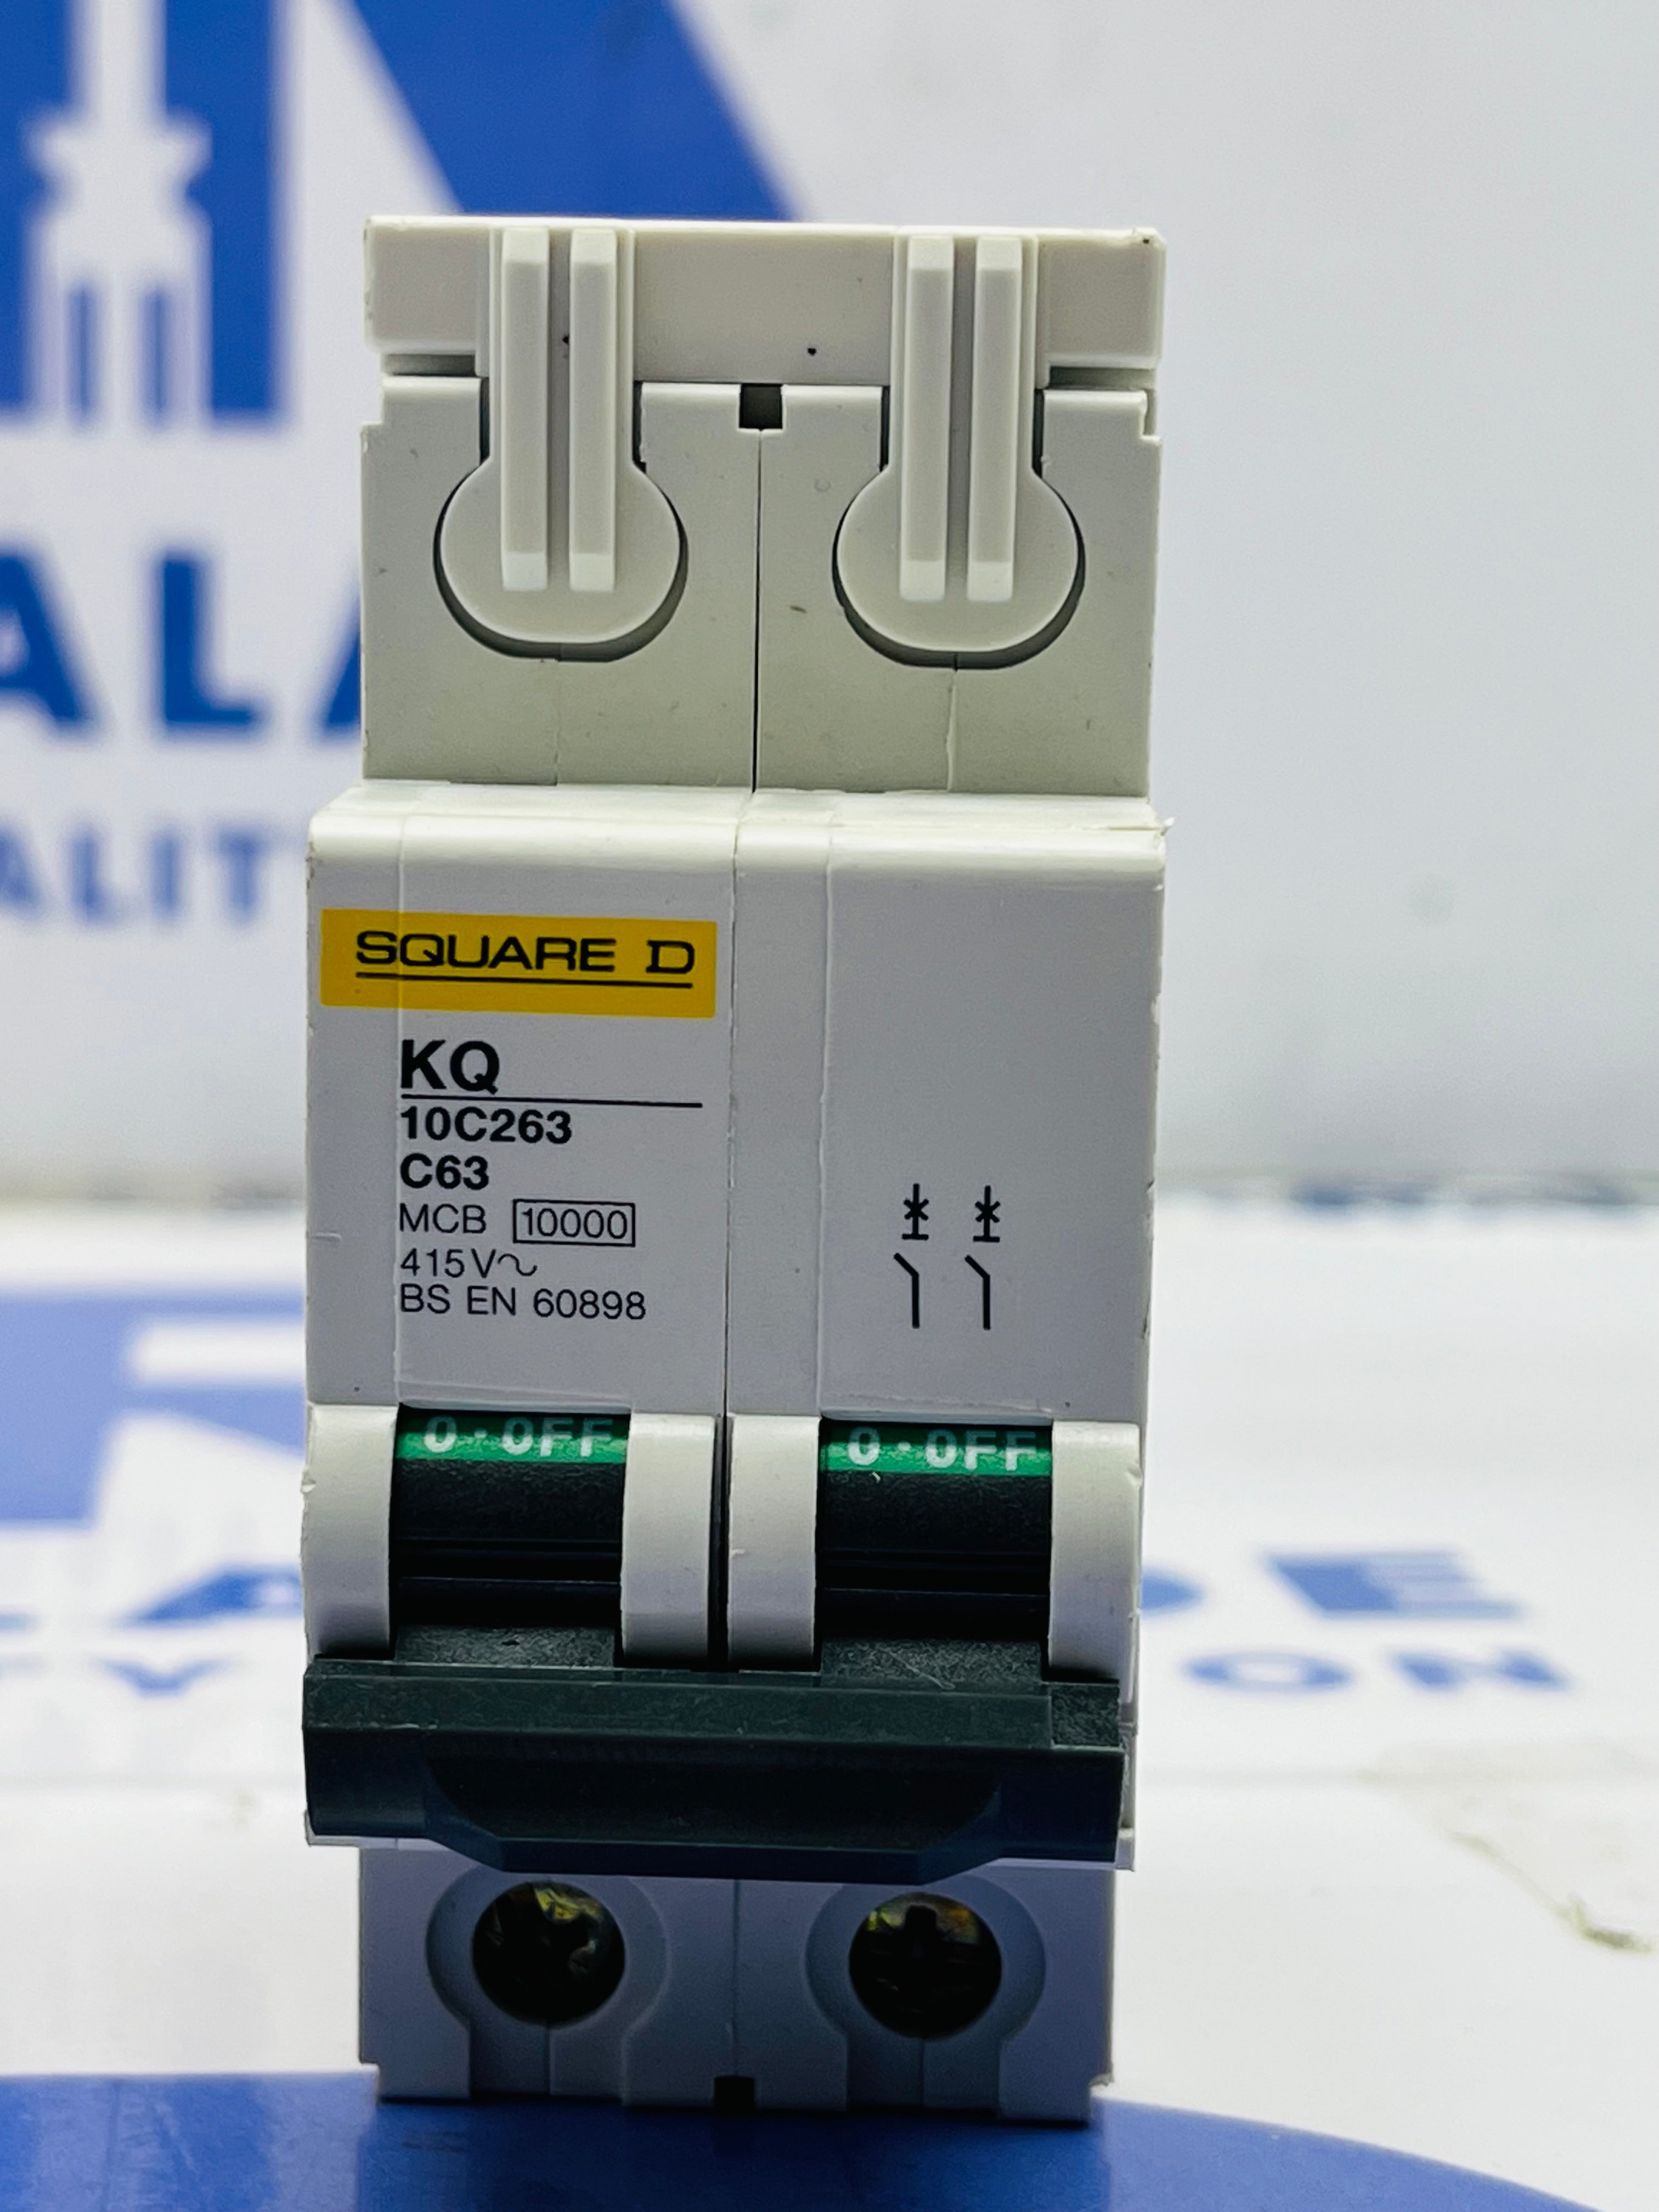 SQUARE D
KQ
10C263
C63
MCB 10000
415V~
BS EN 60898
0·OFF 0·OFF